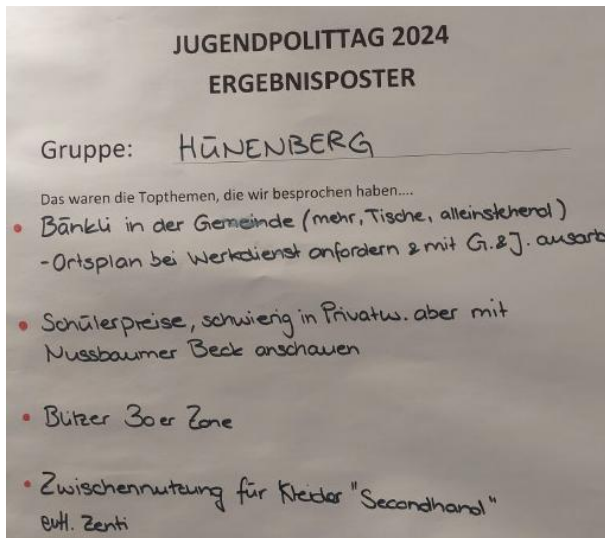 JUGENDPOLITTAG 2024
ERGEBNISPOSTER
Gruppe: HÜNENBERG
Das waren die Topthemen, die wir besprochen haben....
• Bänkli in der Gemeinde (mehr, Tische, alleinstehend)
-Ortsplan bei Werkdienst anfordern & mit G.&J. ausarb
• Schülerpreise, schwierig in Privatw. aber mit
Nussbaumer Beck anschauen
• Bützer 30er Zone
• Zwischennutzung für Kleider "Secondhand"
evtl. Zenti